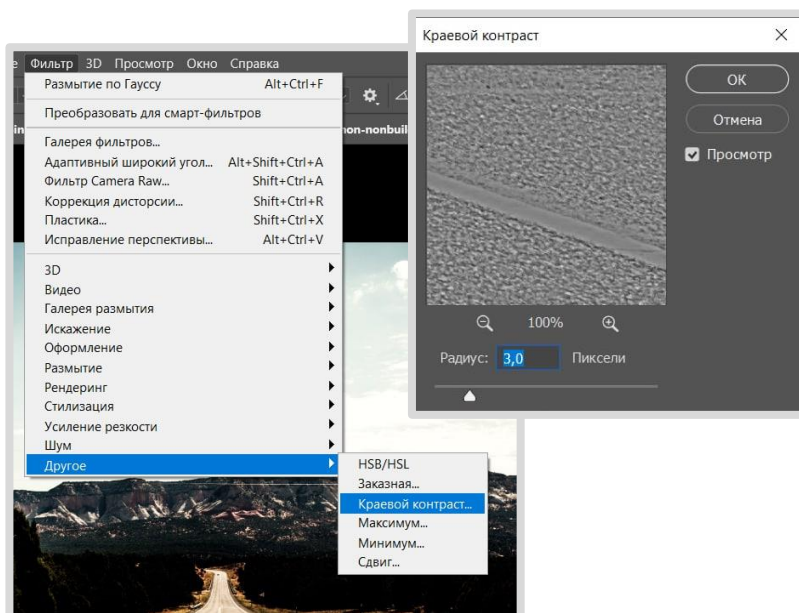 Фильтр 3D Просмотр Окно Справка
Размытие по Гауссу Alt+Ctrl+F
Преобразовать для смарт-фильтров
Галерея фильтров...
Адаптивный широкий угол... Alt+Shift+Ctrl+A
Фильтр Camera Raw... Shift+Ctrl+A
Коррекция дисторсии... Shift+Ctrl+R
Пластика... Shift+Ctrl+X
Исправление перспективы... Alt+Ctrl+V
3D
Видео
Галерея размытия
Искажение
Оформление
Размытие
Рендеринг
Стилизация
Усиление резкости
Шум
Другое
HSB/HSL
Заказная...
Краевой контраст...
Максимум...
Минимум...
Сдвиг...
Краевой контраст
ОК
Отмена
Просмотр
100%
Радиус: 3,0 Пиксели